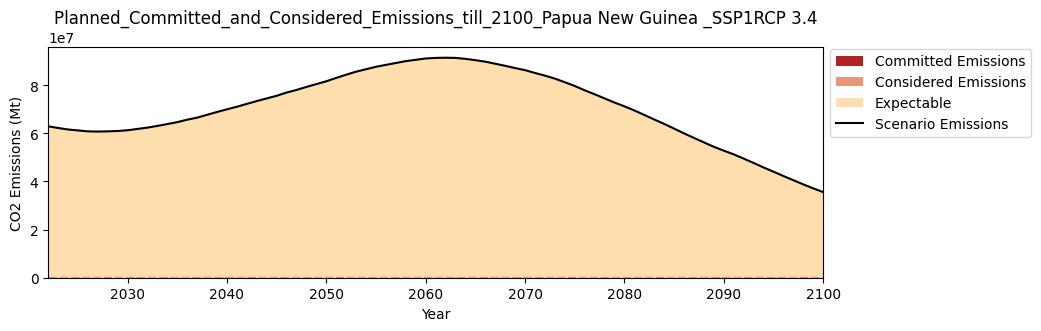 Planned_Committed_and_Considered_Emissions_till_2100_Papua New Guinea _SSP1RCP 3.4
1e7
CO2 Emissions (Mt)
8
6
4
2
0
2030 2040 2050 2060 2070 2080 2090 2100
Year
Committed Emissions
Considered Emissions
Expectable
Scenario Emissions